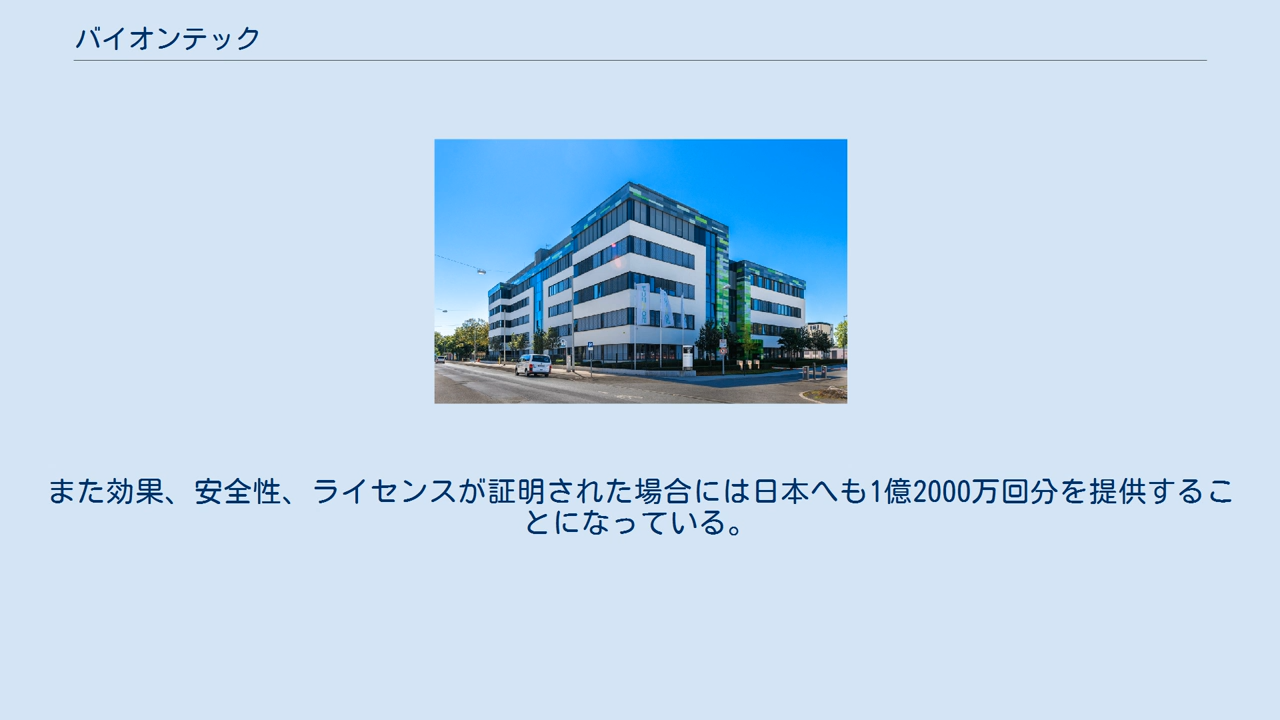 バイオンテック
また効果、安全性、ライセンスが証明された場合には日本へも1億2000万回分を提供するこ
とになっている。